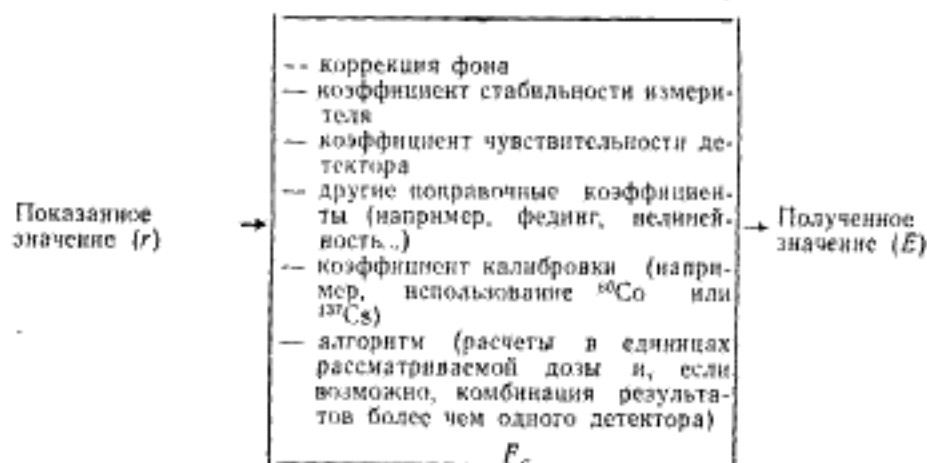 -- коррекция фона
— коэффициент стабильности измери-
теля
— коэффициент чувствительности де-
тектора
— другие поправочные коэффициен-
ты (например, фединг, нелиней-
ность...)
Показанное
значение (r)
Полученное
значение (E)
— коэффициент калибровки (напри-
мер, использование ⁶⁰Co или
¹³⁷Cs)
— алгоритм (расчеты в единицах
рассматриваемой дозы и, если
возможно, комбинация результа-
тов более чем одного детектора)
F_c